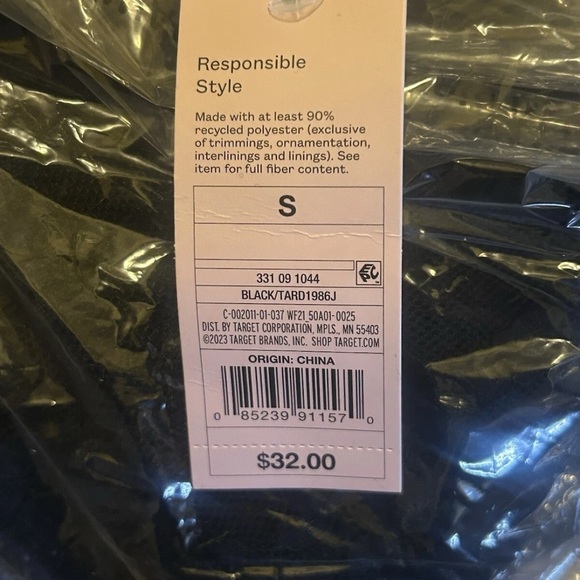 Responsible
Style
Made with at least 90%
recycled polyester (exclusive
of trimmings, ornamentation,
interlinings and linings). See
item for full fiber content.
S
331 09 1044
BLACK/TARD1986J
C-002011-01-037 WF21_50A01-0025
DIST. BY TARGET CORPORATION, MPLS., MN 55403
©2023 TARGET BRANDS, INC. SHOP TARGET.COM
ORIGIN: CHINA
0 85239 91157 0
$32.00